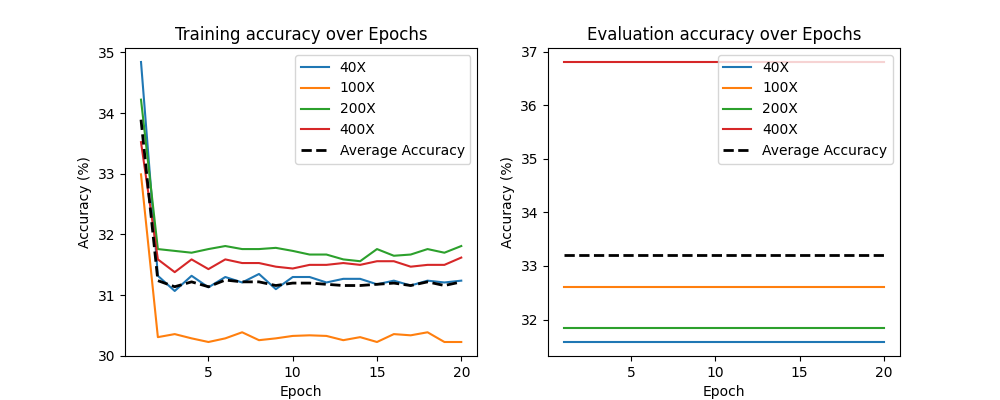 Training accuracy over Epochs
Accuracy (%)
35
34
33
32
31
30
5
10
15
20
Epoch
40X
100X
200X
400X
Average Accuracy
Evaluation accuracy over Epochs
Accuracy (%)
37
36
35
34
33
32
5
10
15
20
Epoch
40X
100X
200X
400X
Average Accuracy